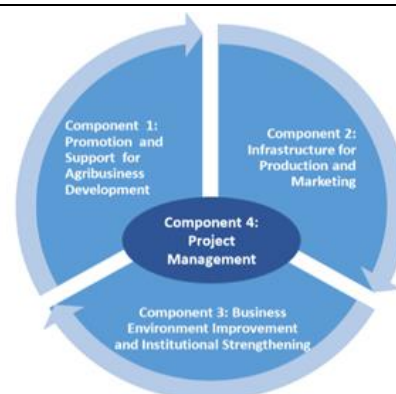 Component 1:
Promotion and
Support for
Agribusiness
Development
Component 2:
Infrastructure for
Production and
Marketing
Component 4:
Project
Management
Component 3: Business
Environment Improvement
and Institutional Strengthening